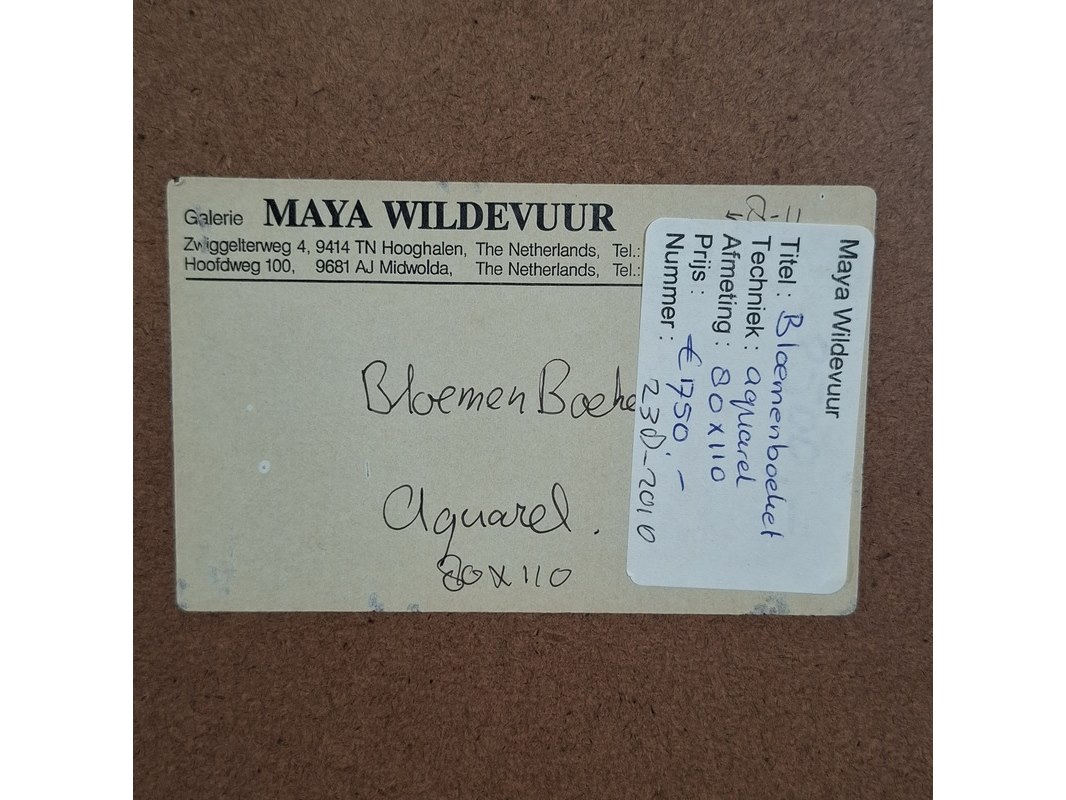 Galerie MAYA WILDEVUUR
Zwiggelterweg 4, 9414 TN Hooghalen, The Netherlands, Tel.:
Hoofdweg 100, 9681 AJ Midwolda, The Netherlands, Tel.:
BloemenBoeke
Aquarel.
80x110
Maya Wildevuur
Titel: Bloemenboeket
Techniek: aquarel
Afmeting: 80x110
Prijs: € 1750,-
Nummer: 230-2010